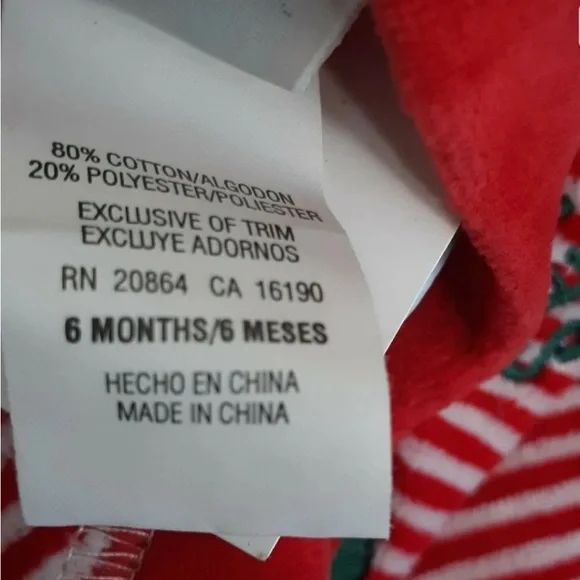 80% COTTON/ALGODON
20% POLYESTER/POLIESTER
EXCLUSIVE OF TRIM
EXCLUYE ADORNOS
RN 20864 CA 16190
6 MONTHS/6 MESES
HECHO EN CHINA
MADE IN CHINA